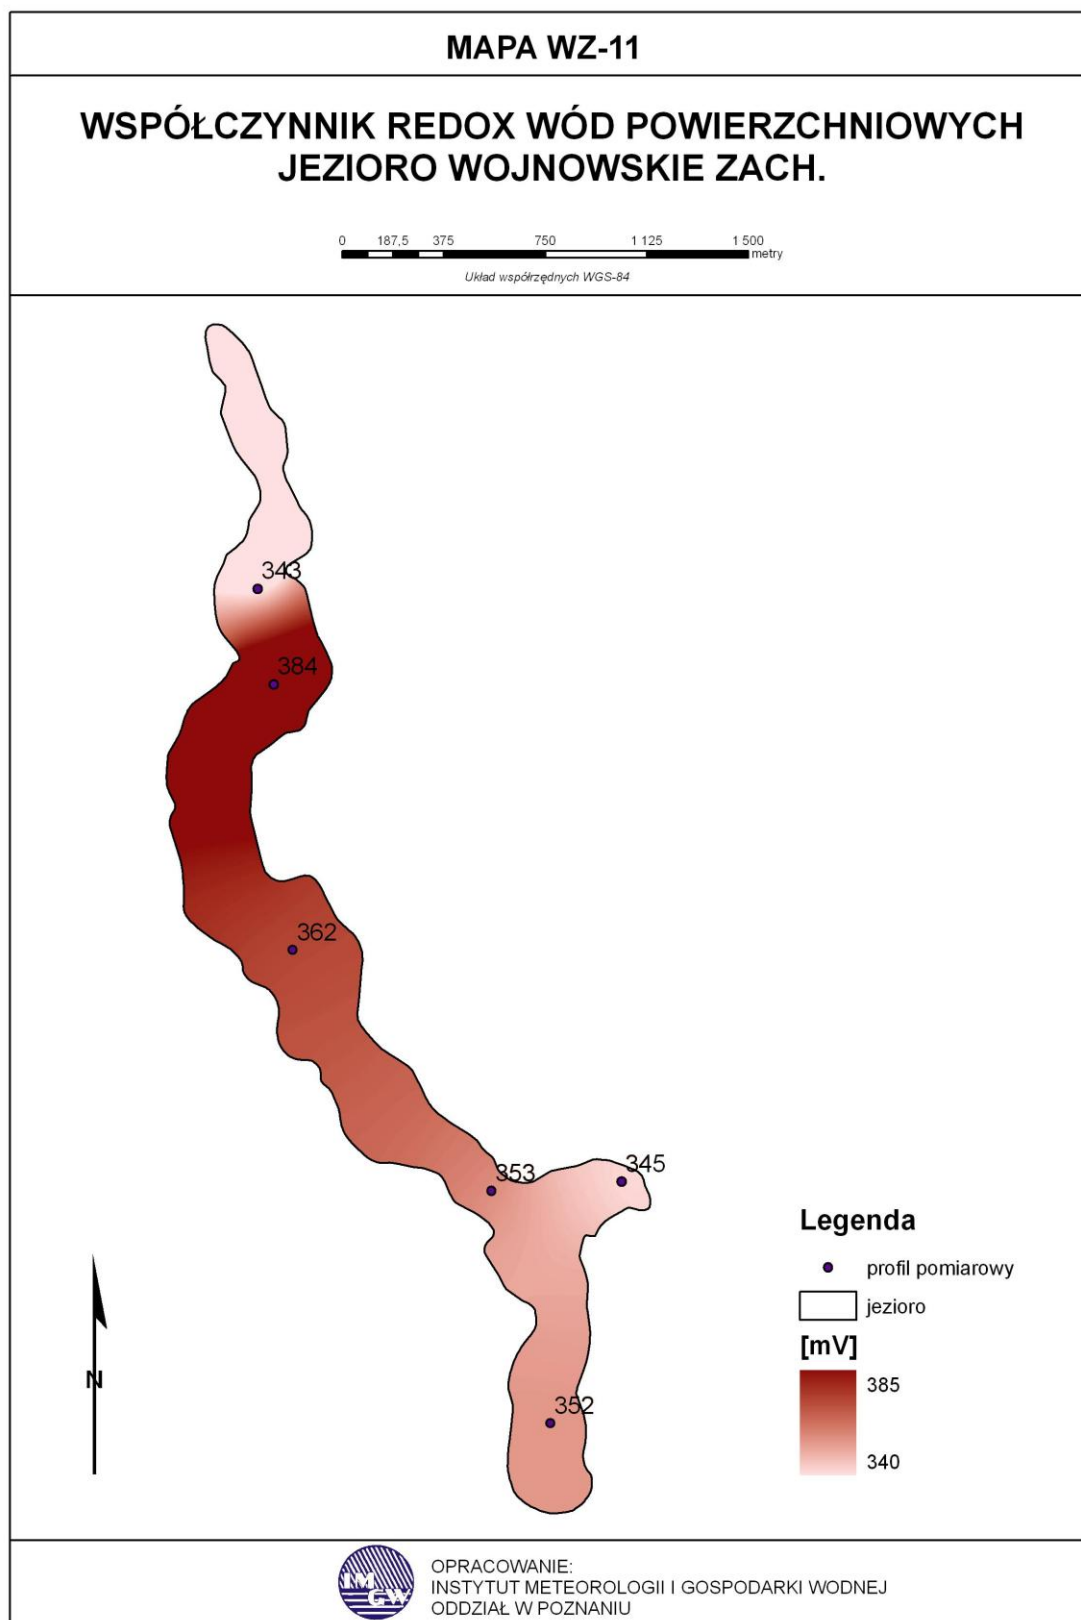 MAPA WZ-11
WSPÓŁCZYNNIK REDOX WÓD POWIERZCHNIOWYCH
JEZIORO WOJNOWSKIE ZACH.
0 187,5 375 750 1 125 1 500
metry
Układ współrzędnych WGS-84
343
384
362
353
345
352
Legenda
profil pomiarowy
jezioro
[mV]
385
340
N
IM
GW
OPRACOWANIE:
INSTYTUT METEOROLOGII I GOSPODARKI WODNEJ
ODDZIAŁ W POZNANIU